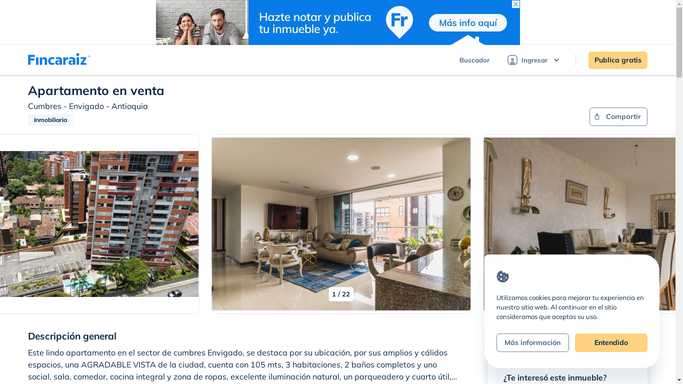 Hazte notar y publica
tu inmueble ya.
Fr
Más info aquí
Fincaraiz
Buscador
Ingresar
Publica gratis
Apartamento en venta
Cumbres - Envigado - Antioquia
Inmobiliaria
Compartir
1 / 22
Utilizamos cookies para mejorar tu experiencia en
nuestro sitio web. Al continuar en el sitio
consideramos que aceptas su uso.
Más información
Entendido
Descripción general
Este lindo apartamento en el sector de cumbres Envigado, se destaca por su ubicación, por sus amplios y cálidos
espacios, una AGRADABLE VISTA de la ciudad, cuenta con 105 mts, 3 habitaciones, 2 baños completos y uno
social, sala, comedor, cocina integral y zona de ropas, excelente iluminación natural, un parqueadero y cuarto útil,...
¿Te interesó este inmueble?